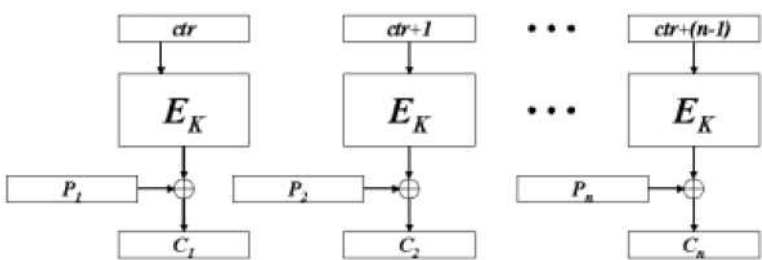 ctr ctr+1 • • • ctr+(n-1)
E_K E_K • • • E_K
P_1 P_2 P_n
C_1 C_2 C_n